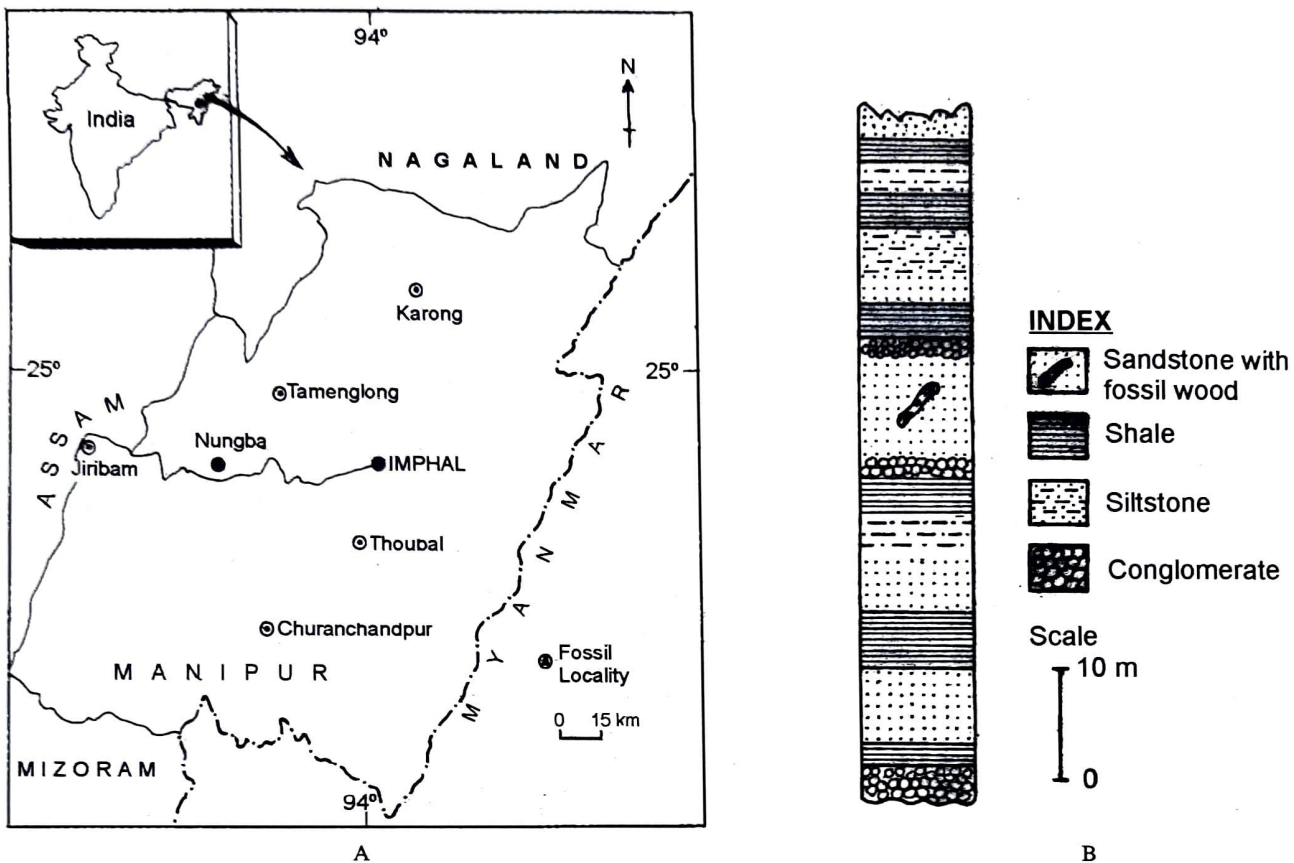 94°
N
India
NAGALAND
Karong
25°
25°
Tamenglong
ASSAM
Nungba
Jiribam
IMPHAL
Thoubal
Churanchandpur
MANIPUR
MYANMAR
Fossil
Locality
0 15 km
MIZORAM
94°
A
INDEX
Sandstone with
fossil wood
Shale
Siltstone
Conglomerate
Scale
10 m
0
B